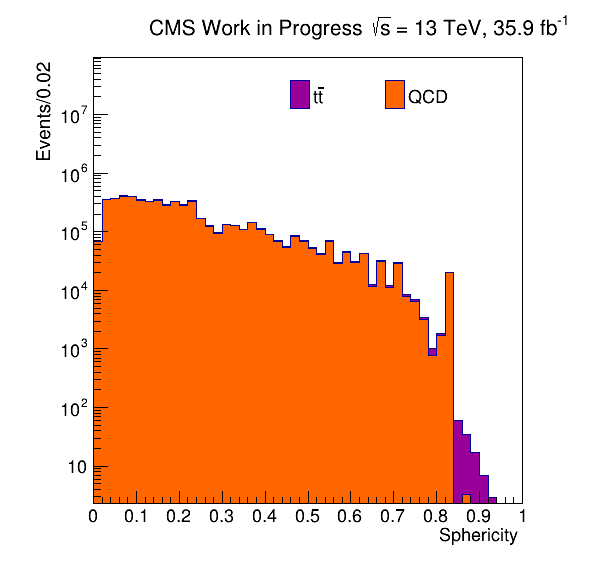 CMS Work in Progress √s = 13 TeV, 35.9 fb⁻¹
Events/0.02
tt̄ QCD
10⁷
10⁶
10⁵
10⁴
10³
10²
10
0 0.1 0.2 0.3 0.4 0.5 0.6 0.7 0.8 0.9 1
Sphericity